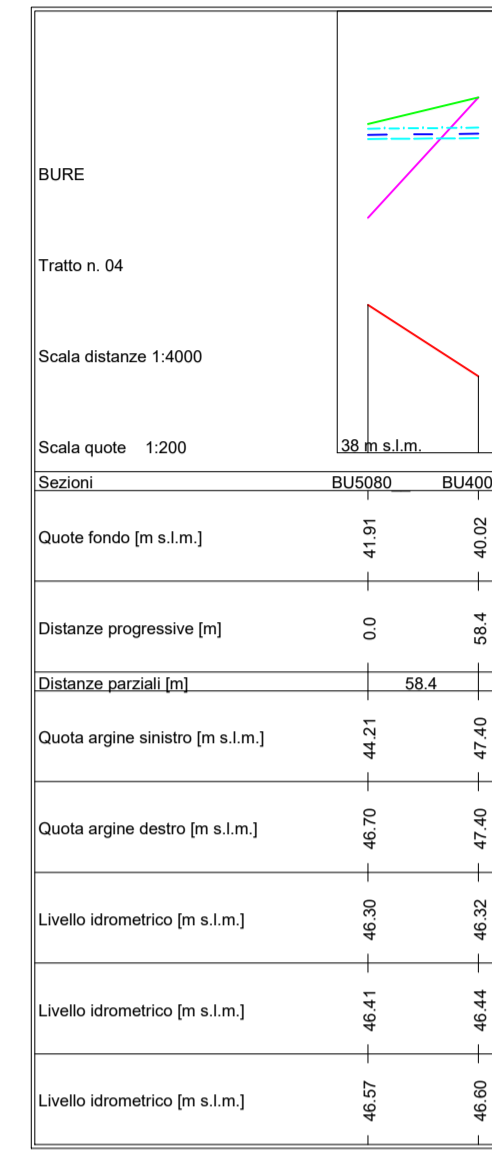 BURE
Tratto n. 04
Scala distanze 1:4000
Scala quote 1:200
38 m s.l.m.
Sezioni BU5080__ BU400
Quote fondo [m s.l.m.] 41.91 40.02
Distanze progressive [m] 0.0 58.4
Distanze parziali [m] 58.4
Quota argine sinistro [m s.l.m.] 44.21 47.40
Quota argine destro [m s.l.m.] 46.70 47.40
Livello idrometrico [m s.l.m.] 46.30 46.32
Livello idrometrico [m s.l.m.] 46.41 46.44
Livello idrometrico [m s.l.m.] 46.57 46.60